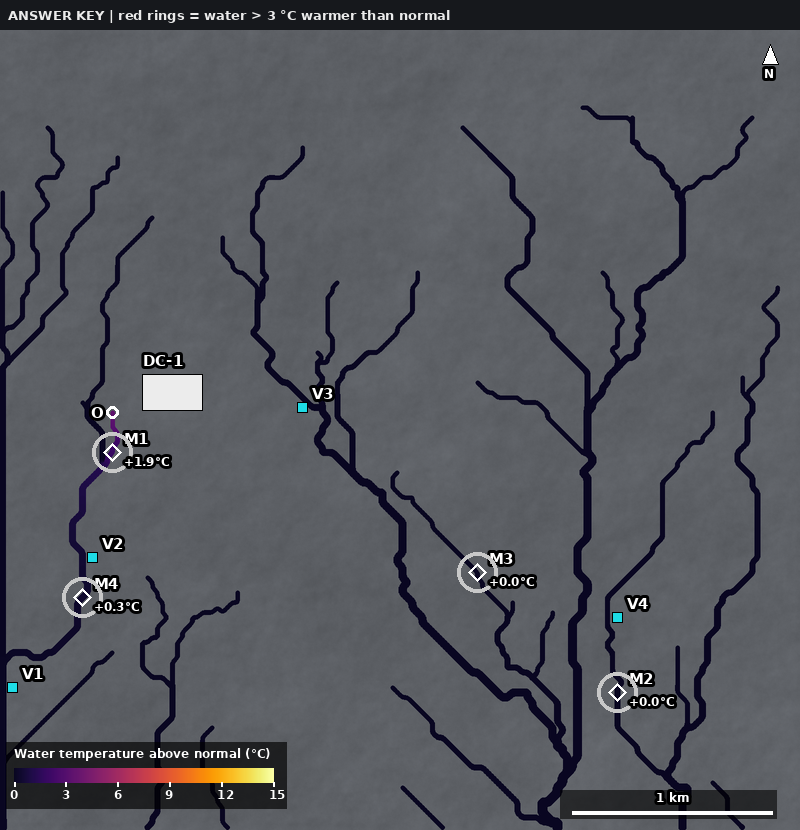 ANSWER KEY | red rings = water > 3 °C warmer than normal
N
DC-1
O
V3
M1
+1.9°C
V2
M3
+0.0°C
M4
+0.3°C
V4
V1
M2
+0.0°C
Water temperature above normal (°C)
0 3 6 9 12 15
1 km